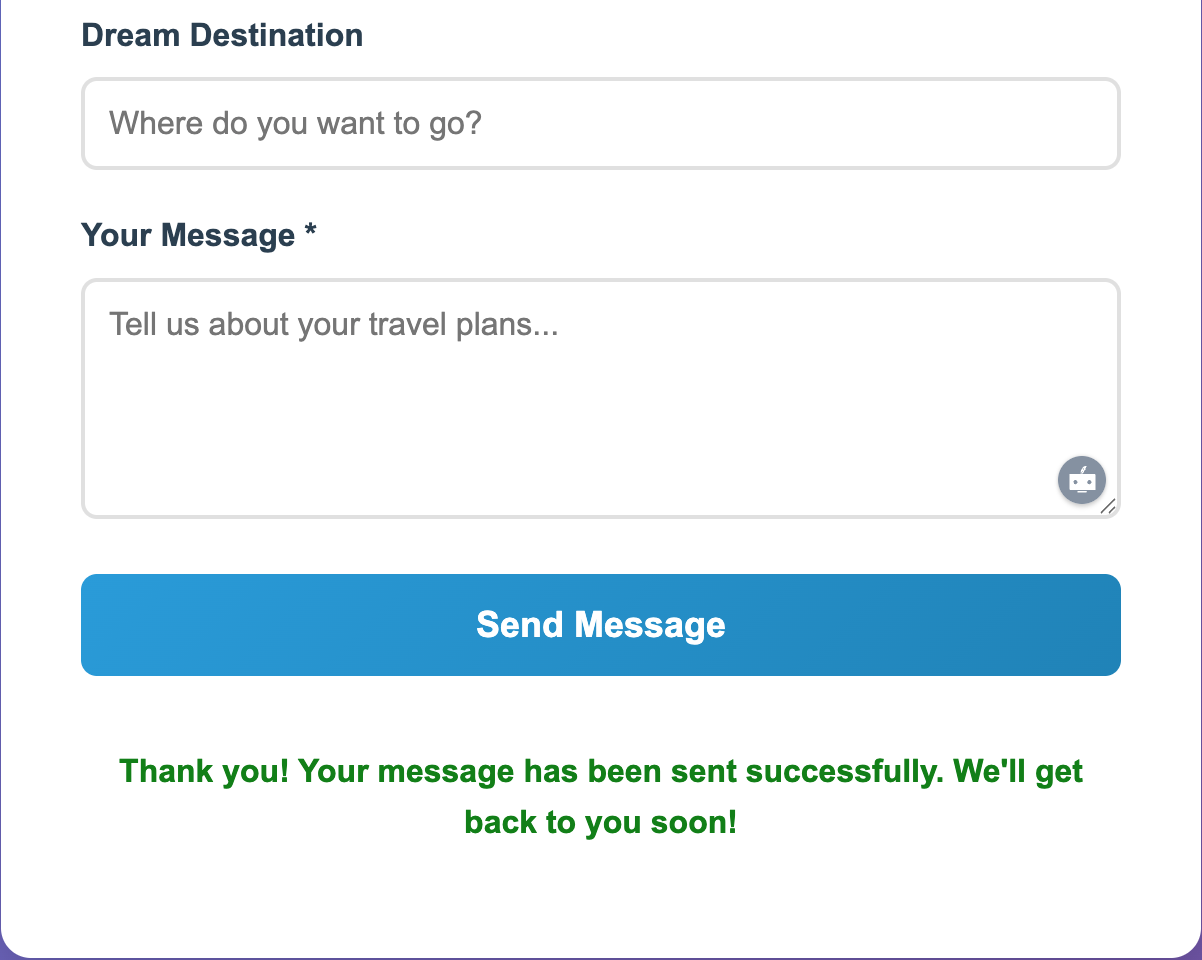 Dream Destination
Where do you want to go?
Your Message *
Tell us about your travel plans...
Send Message
Thank you! Your message has been sent successfully. We'll get
back to you soon!